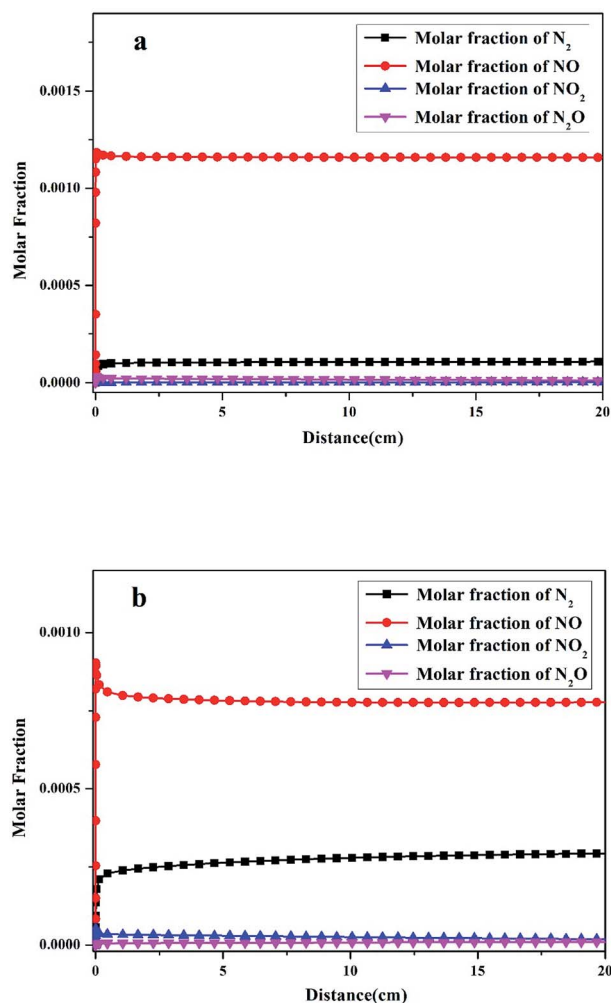 a
Molar fraction of N₂
Molar fraction of NO
Molar fraction of NO₂
Molar fraction of N₂O
0.0015
0.0010
0.0005
0.0000
Molar Fraction
0 5 10 15 20
Distance(cm)
b
Molar fraction of N₂
Molar fraction of NO
Molar fraction of NO₂
Molar fraction of N₂O
0.0010
0.0005
0.0000
Molar Fraction
0 5 10 15 20
Distance(cm)